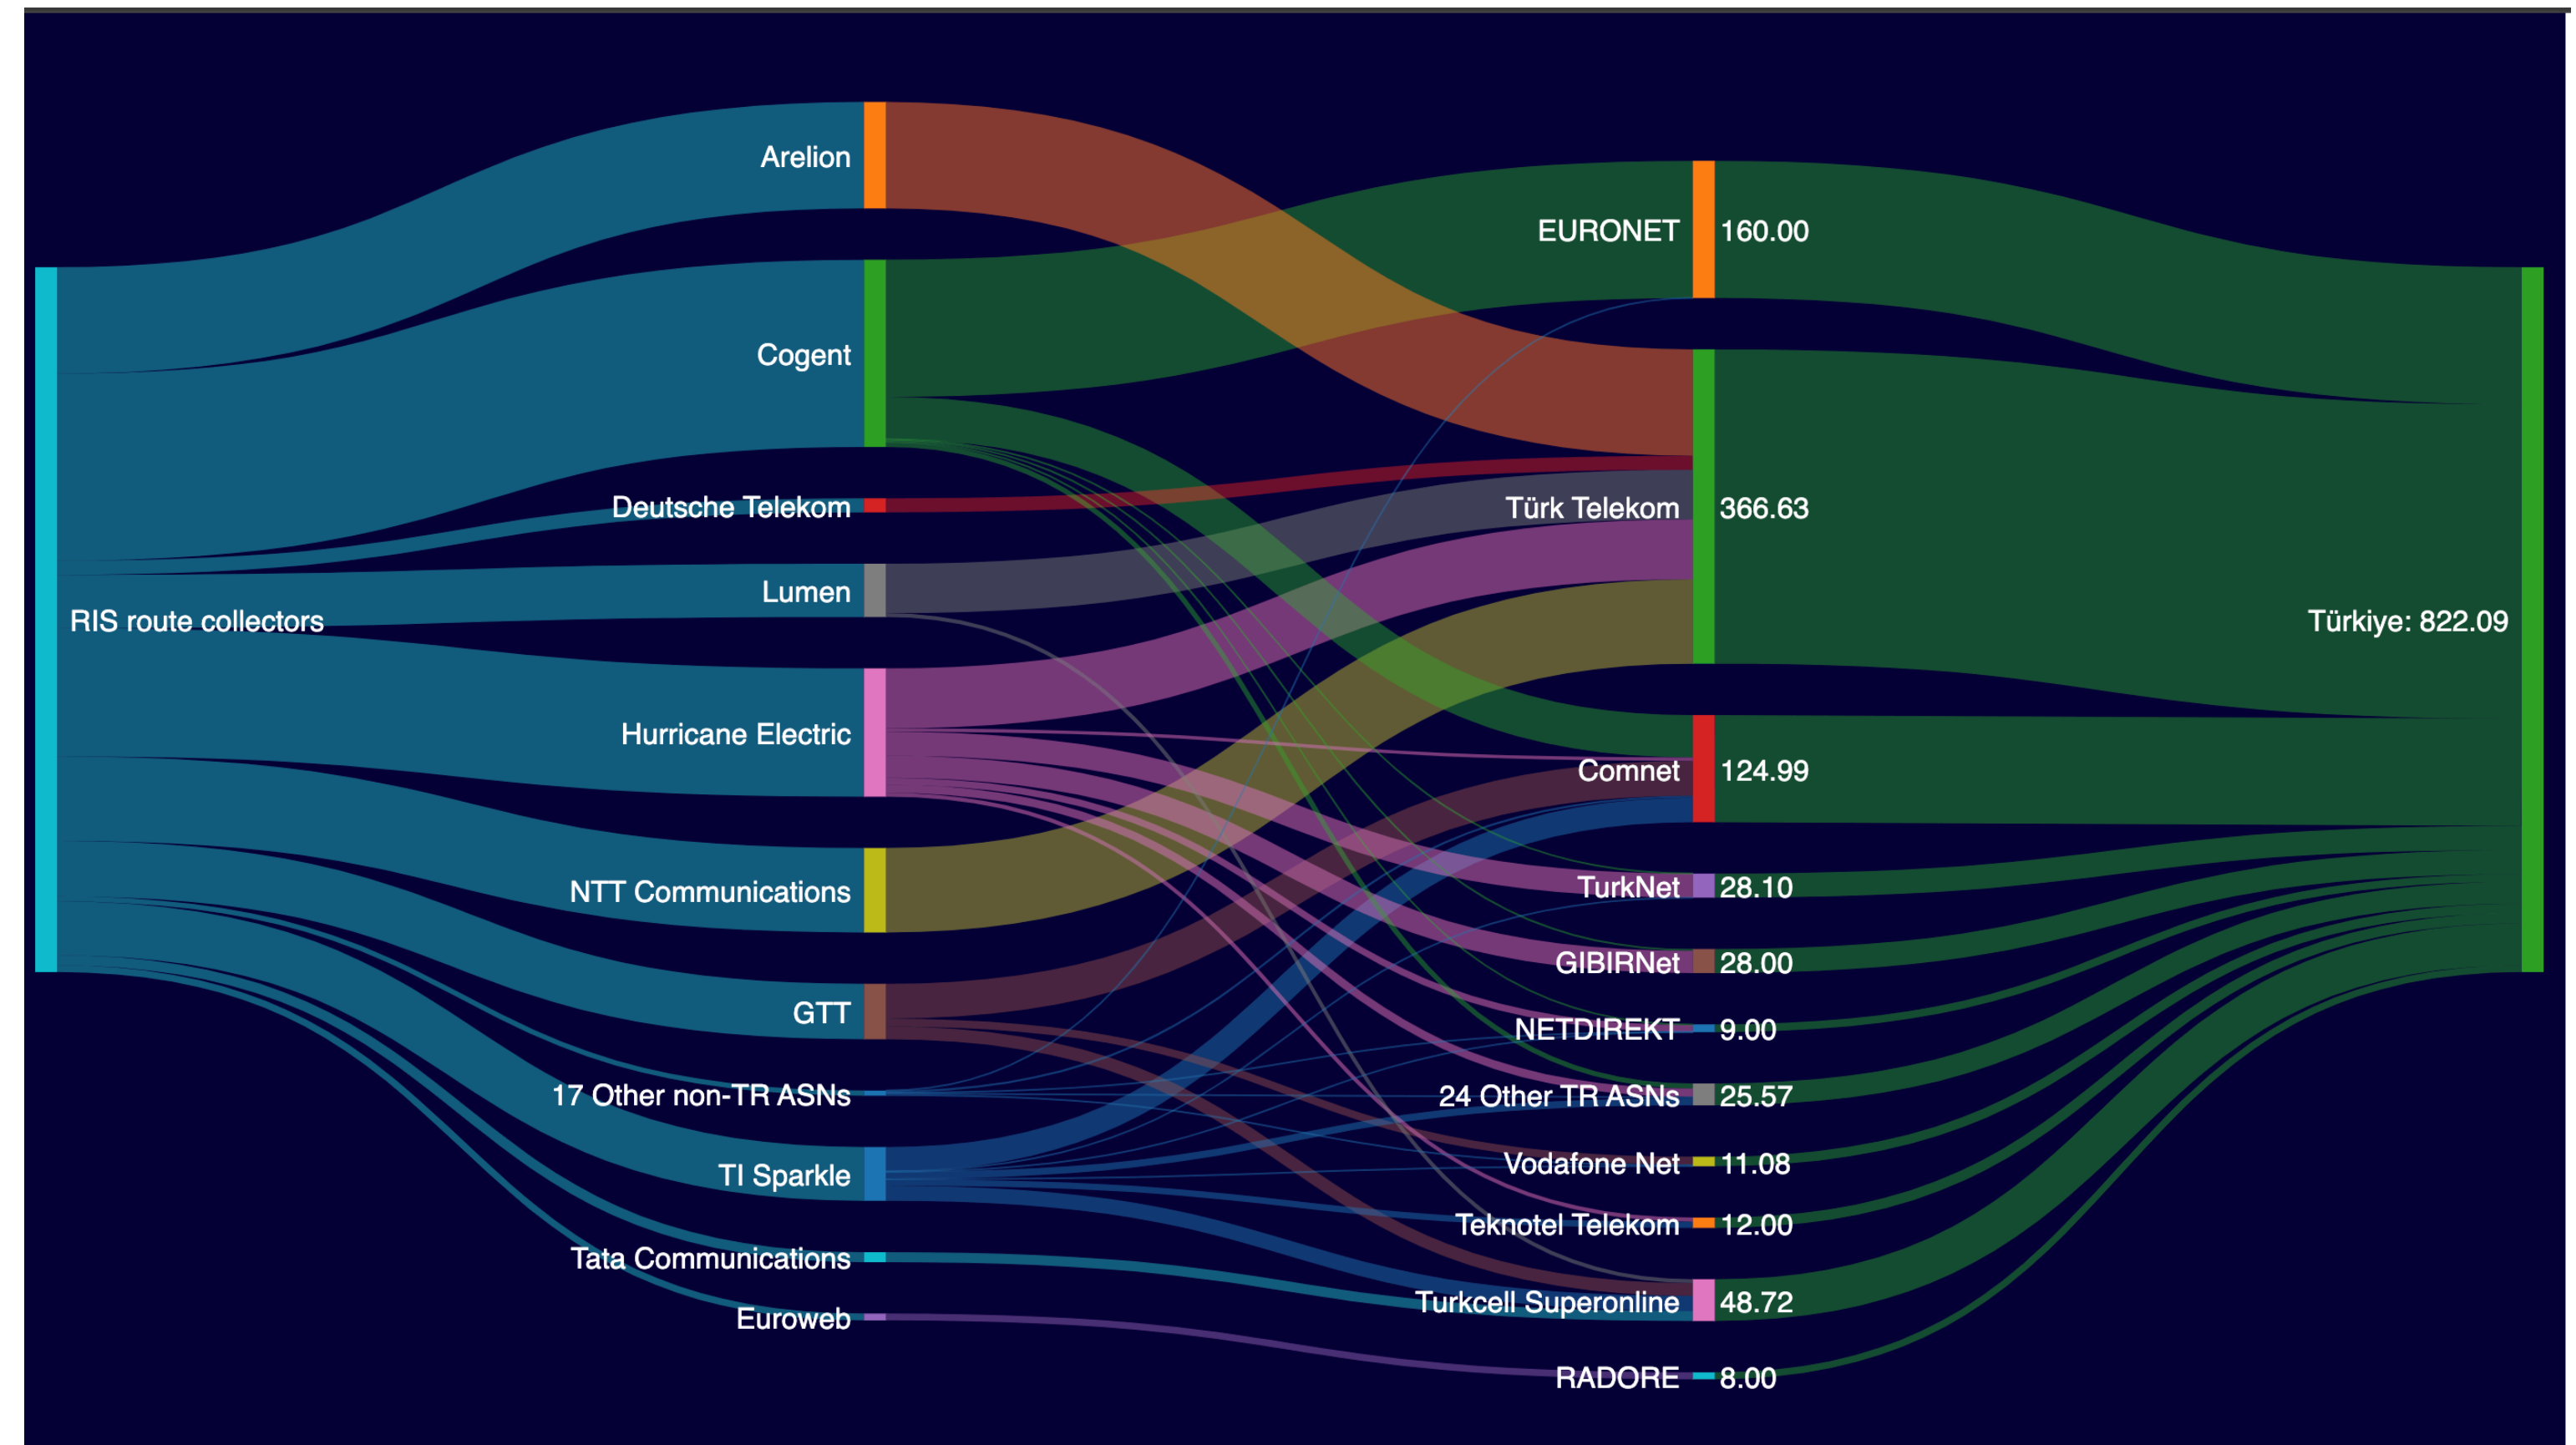 RIS route collectors
Arelion
Cogent
Deutsche Telekom
Lumen
Hurricane Electric
NTT Communications
GTT
17 Other non-TR ASNs
TI Sparkle
Tata Communications
Euroweb
EURONET 160.00
Türk Telekom 366.63
Comnet 124.99
TurkNet 28.10
GIBIRNet 28.00
NETDIREKT 9.00
24 Other TR ASNs 25.57
Vodafone Net 11.08
Teknotel Telekom 12.00
Turkcell Superonline 48.72
RADORE 8.00
Türkiye: 822.09